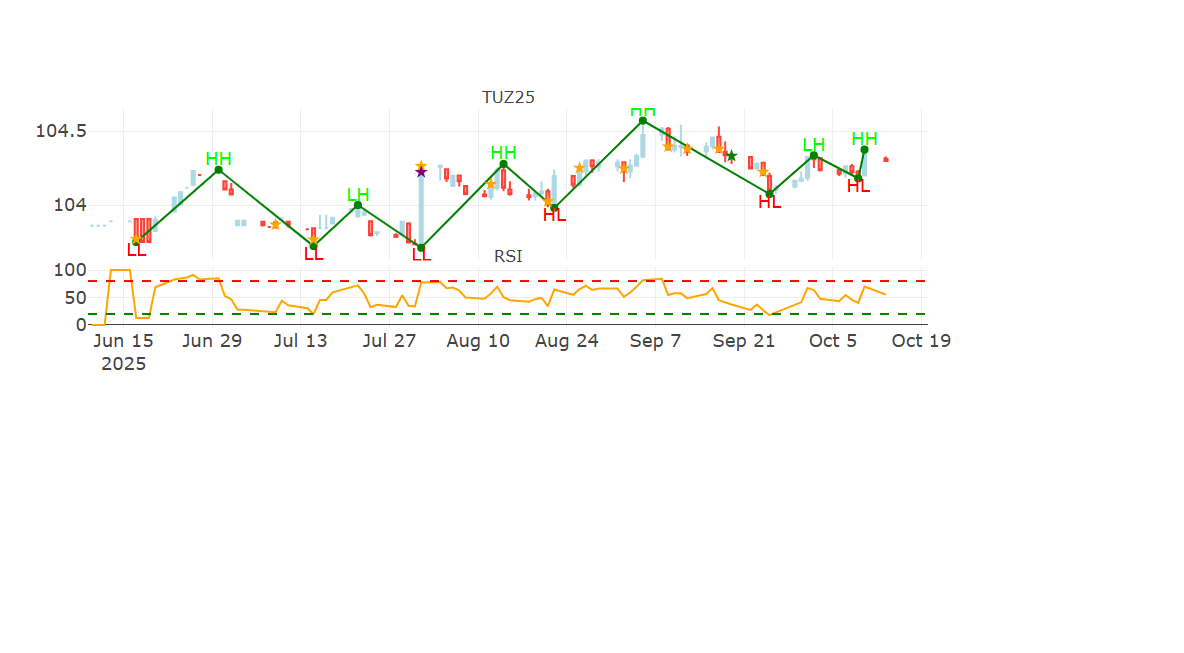 TUZ25
HH
104.5
HH
LH
HH
HH
LH
104
HL
HL
HL
LL
LL
LL
RSI
100
50
0
Jun 15
Jun 29
Jul 13
Jul 27
Aug 10
Aug 24
Sep 7
Sep 21
Oct 5
Oct 19
2025